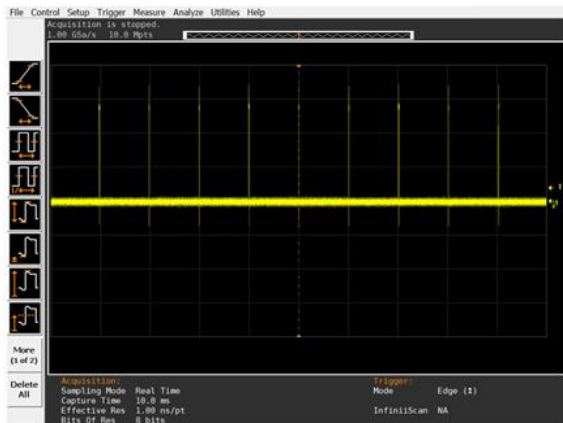 File Control Setup Trigger Measure Analyze Utilities Help
Acquisition is stopped.
1.00 GSa/s 10.0 Mpts
More
(1 of 2)
Delete
All
Acquisition:
Sampling Mode Real Time
Capture Time 10.0 ms
Effective Res 1.00 ns/pt
Bits Of Res 8 bits
Trigger:
Mode Edge (↕)
InfiniiScan NA